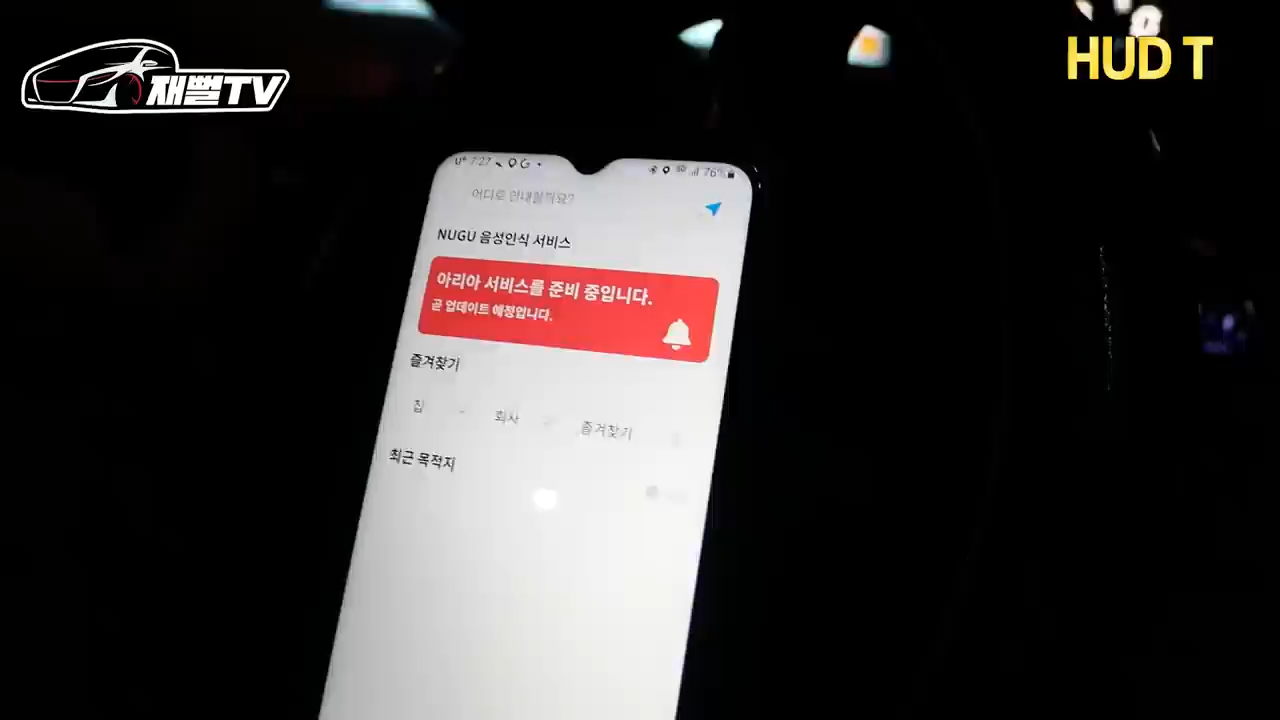 재뻘TV
HUD T
7:27
76%
어디로 안내할까요?
NUGU 음성인식 서비스
아리아 서비스를 준비 중입니다.
곧 업데이트 예정입니다.
즐겨찾기
집
회사
즐겨찾기
최근 목적지